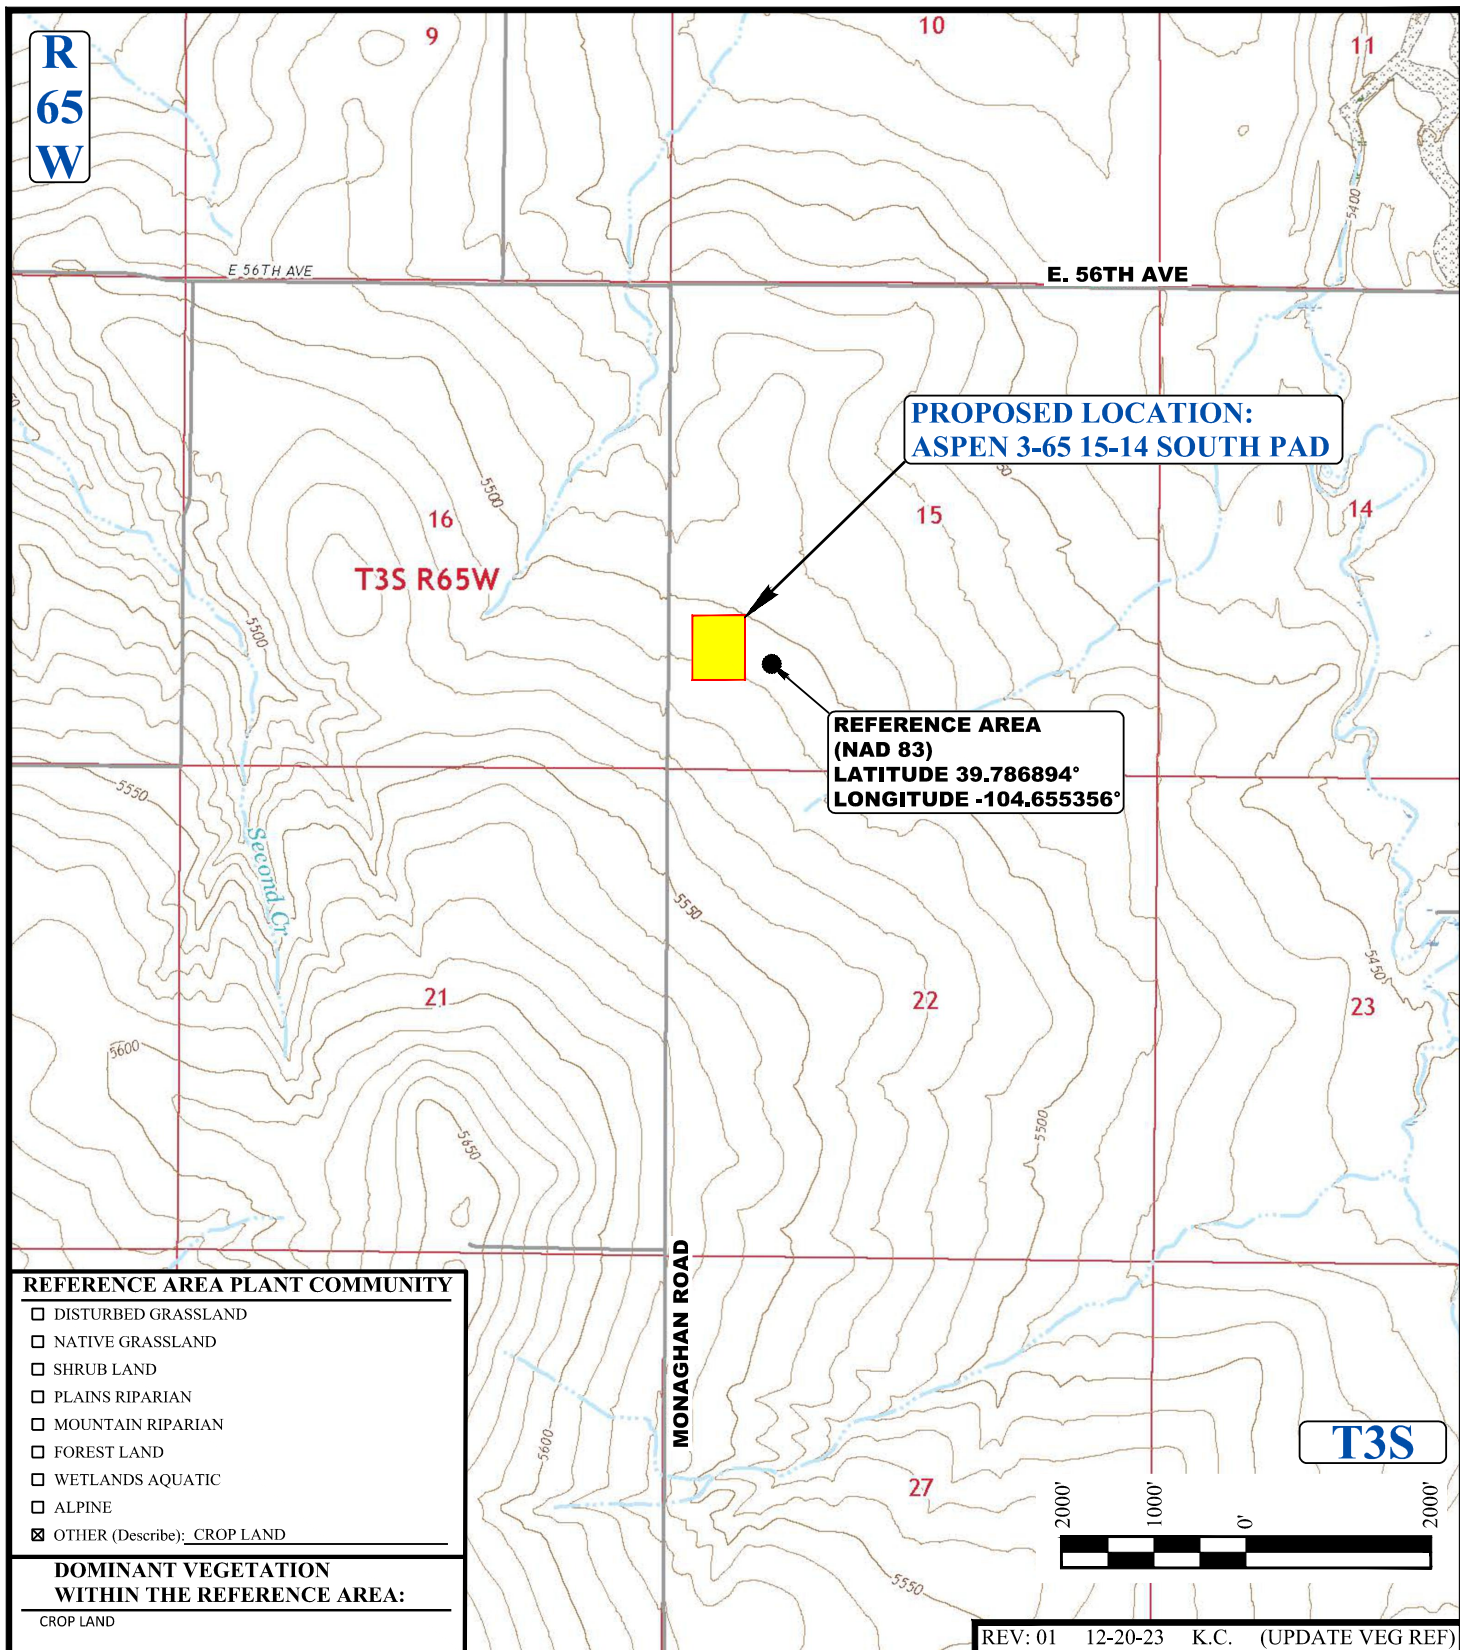 R
65
W
9
10
11
E 56TH AVE
E. 56TH AVE
5400
PROPOSED LOCATION:
ASPEN 3-65 15-14 SOUTH PAD
5500
16
15
14
T3S R65W
5500
REFERENCE AREA
(NAD 83)
LATITUDE 39.786894°
LONGITUDE -104.655356°
5550
Second Cr
5550
5450
21
22
23
5600
5650
5500
MONAGHAN ROAD
REFERENCE AREA PLANT COMMUNITY
DISTURBED GRASSLAND
NATIVE GRASSLAND
SHRUB LAND
PLAINS RIPARIAN
MOUNTAIN RIPARIAN
FOREST LAND
WETLANDS AQUATIC
ALPINE
OTHER (Describe): CROP LAND
DOMINANT VEGETATION
WITHIN THE REFERENCE AREA:
CROP LAND
5600
27
T3S
2000' 1000' 0' 2000'
5550
REV: 01 12-20-23 K.C. (UPDATE VEG REF)